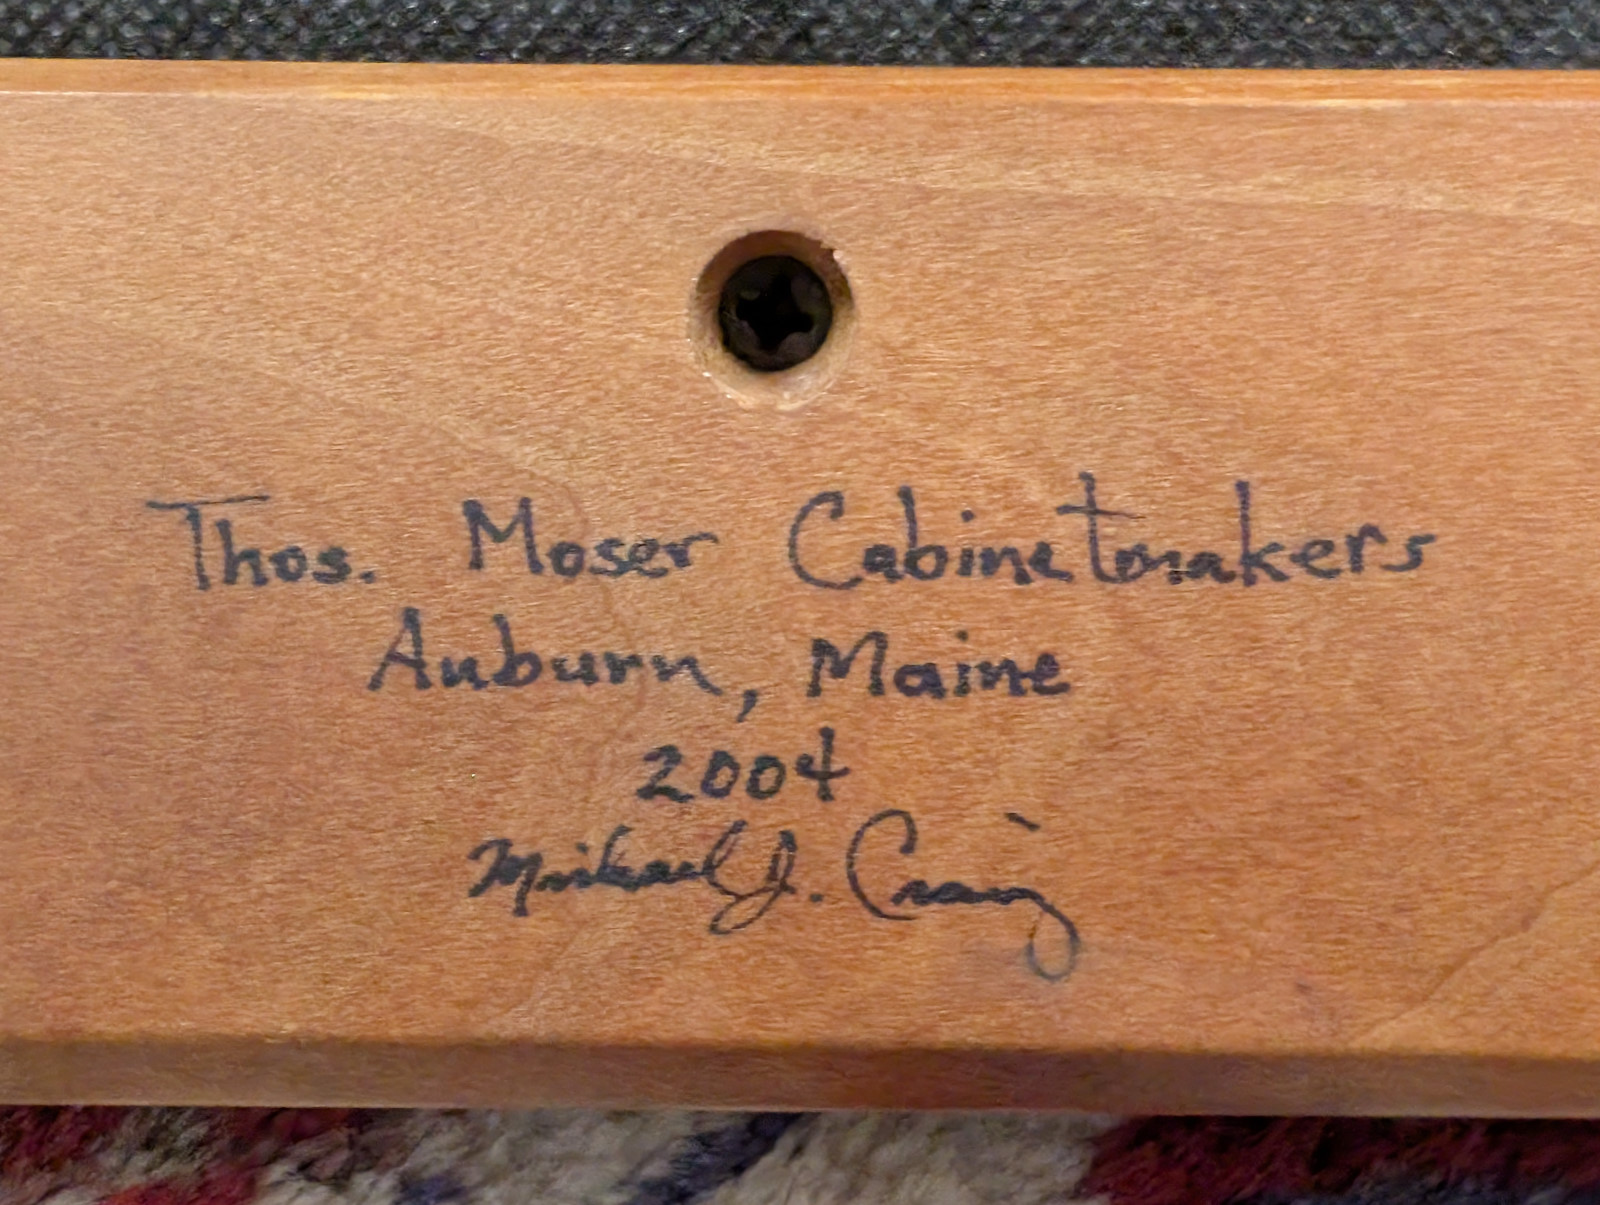 Thos. Moser Cabinetmakers
Auburn, Maine
2004
Michael J. Craig